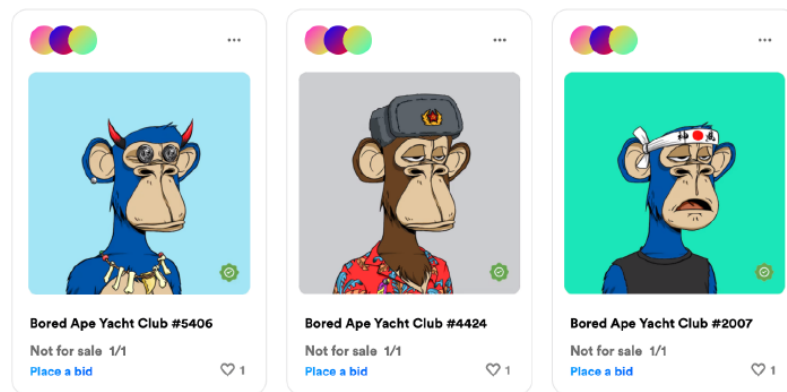 神風
Bored Ape Yacht Club #5406
Not for sale 1/1
Place a bid
1
Bored Ape Yacht Club #4424
Not for sale 1/1
Place a bid
1
Bored Ape Yacht Club #2007
Not for sale 1/1
Place a bid
1